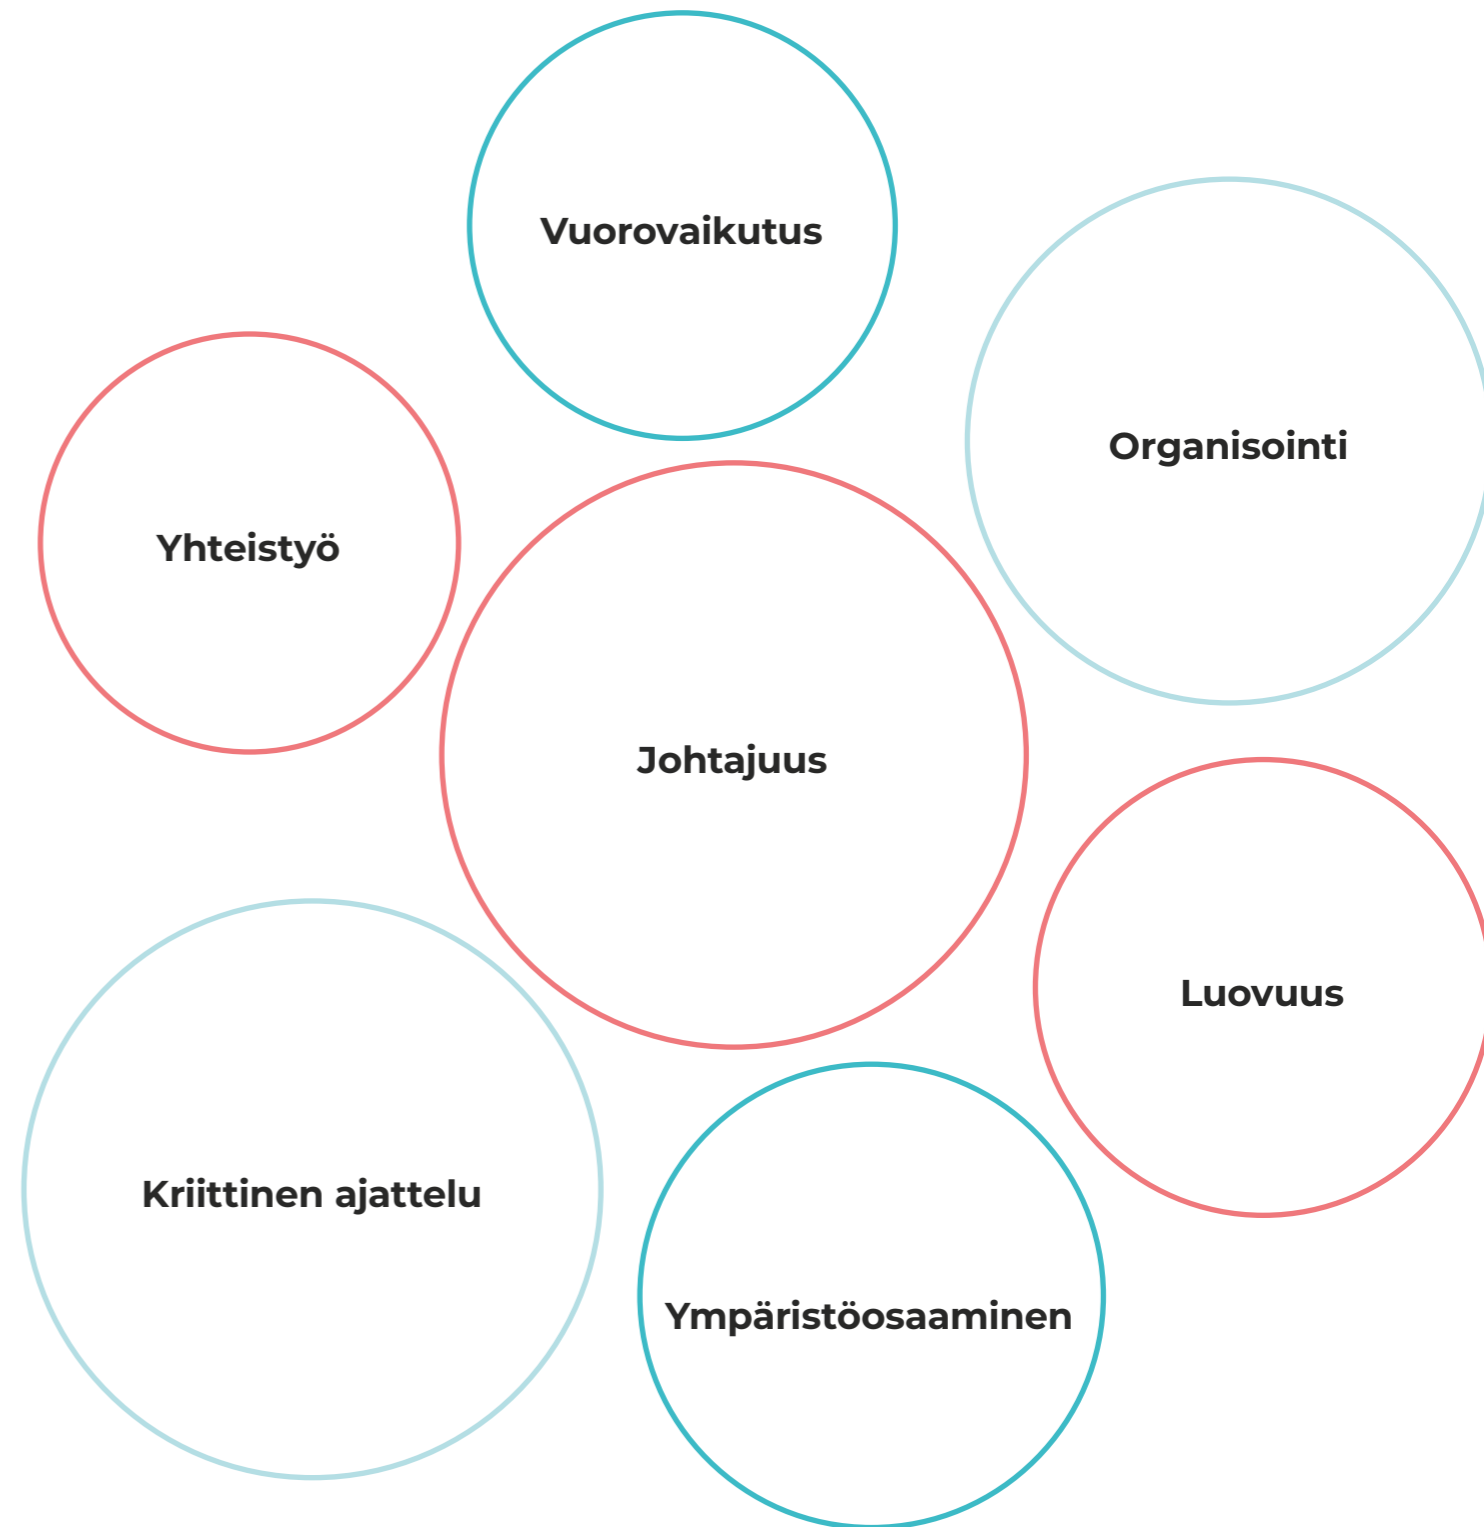 Vuorovaikutus
Organisointi
Yhteistyö
Johtajuus
Luovuus
Kriittinen ajattelu
Ympäristöosaaminen